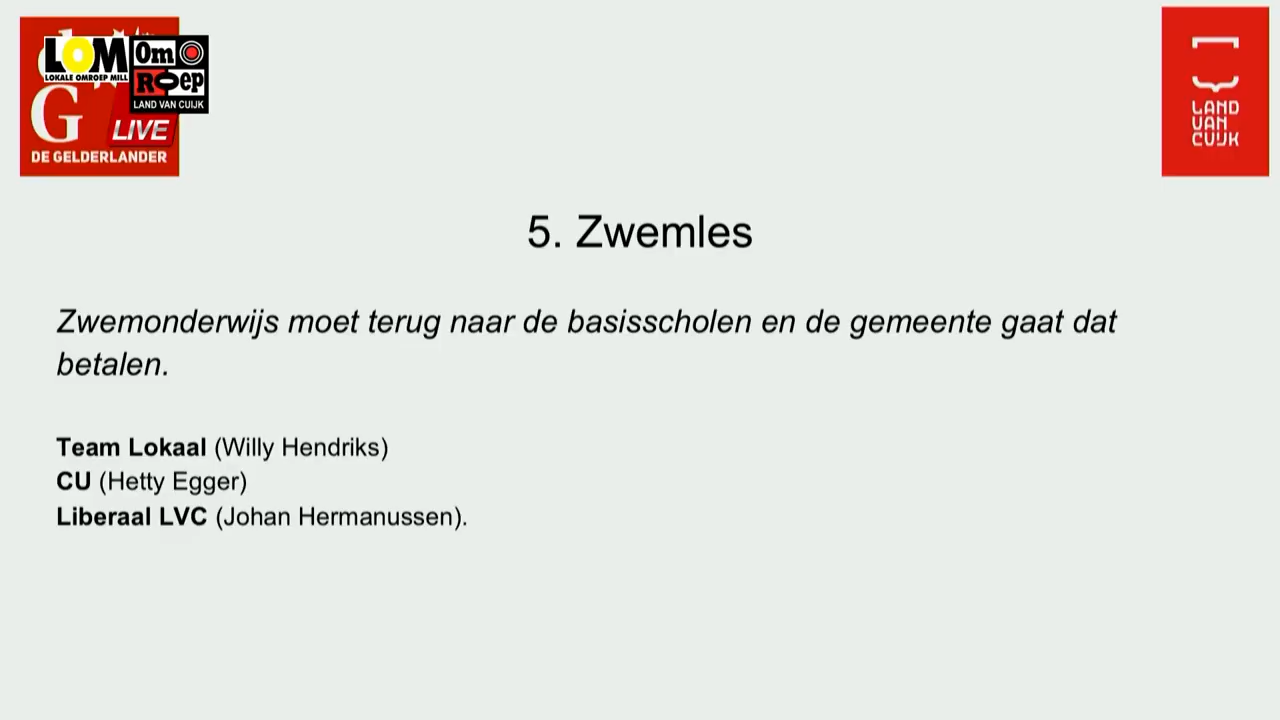 LOM
LOKALE OMROEP MILL
Om
Roep
LAND VAN CUIJK
G
LIVE
DE GELDERLANDER
LAND
VAN
CUIJK
5. Zwemles
Zwemonderwijs moet terug naar de basisscholen en de gemeente gaat dat
betalen.
Team Lokaal (Willy Hendriks)
CU (Hetty Egger)
Liberaal LVC (Johan Hermanussen).